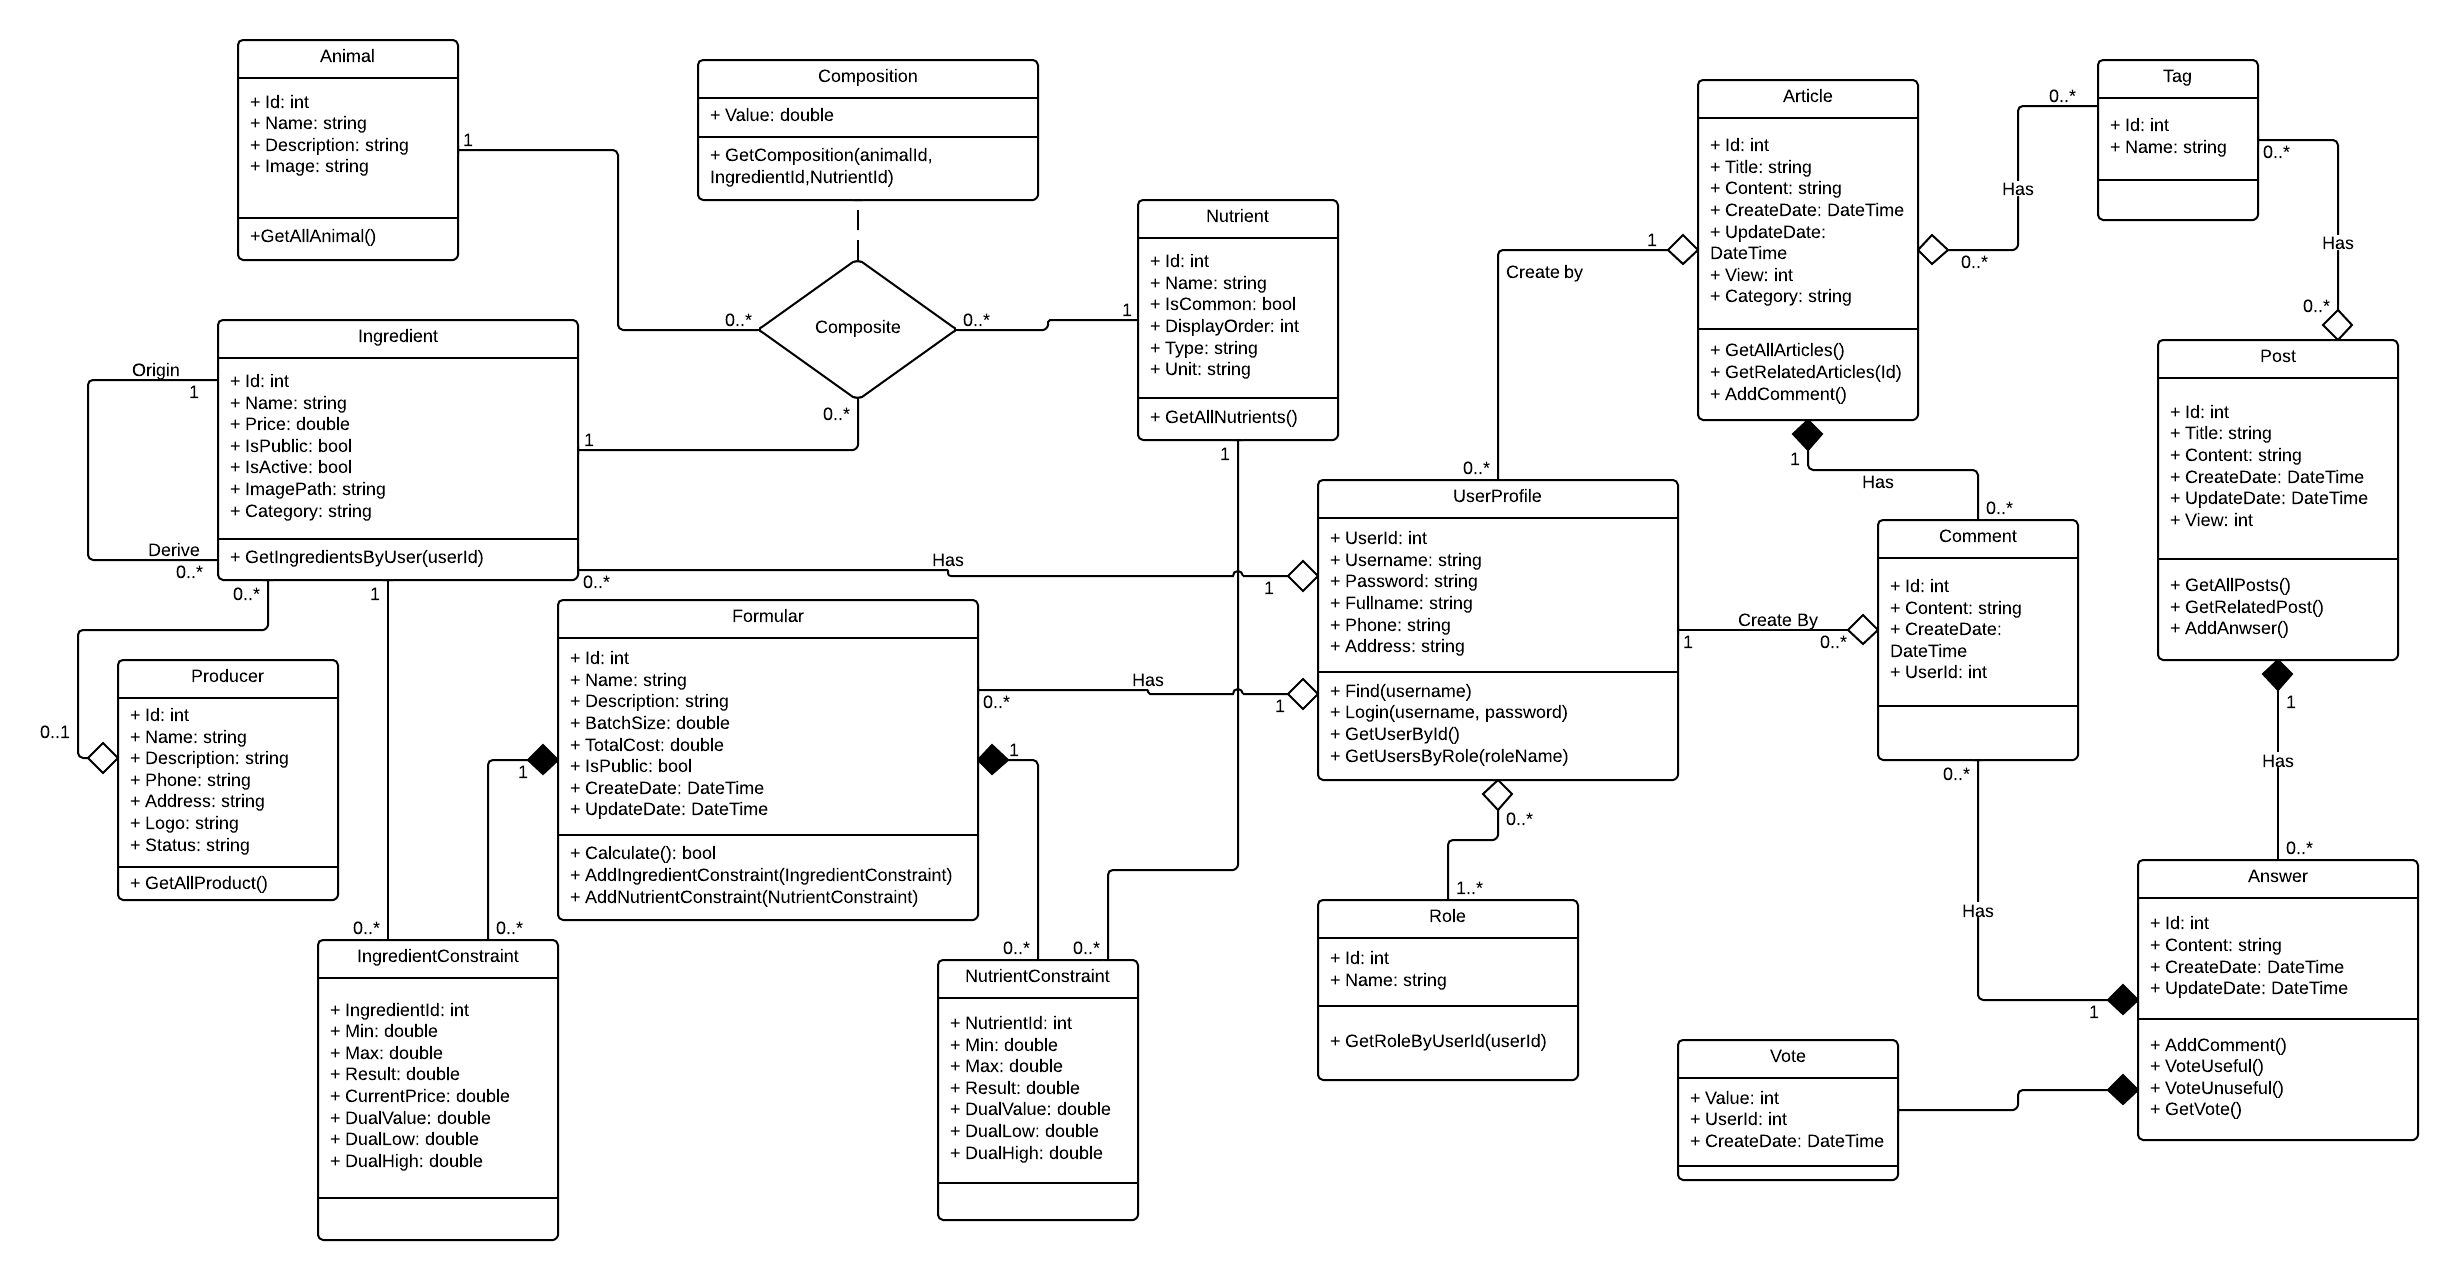 Animal
+ Id: int
+ Name: string
+ Description: string
+ Image: string
+GetAllAnimal()
1
Composition
+ Value: double
+ GetComposition(animalId,
IngredientId,NutrientId)
Composite
0..*
0..*
0..*
Nutrient
+ Id: int
+ Name: string
+ IsCommon: bool
+ DisplayOrder: int
+ Type: string
+ Unit: string
+ GetAllNutrients()
1
1
Ingredient
+ Id: int
+ Name: string
+ Price: double
+ IsPublic: bool
+ IsActive: bool
+ ImagePath: string
+ Category: string
+ GetIngredientsByUser(userId)
Origin
1
Derive
0..*
1
0..*
1
0..*
Has
1
Producer
+ Id: int
+ Name: string
+ Description: string
+ Phone: string
+ Address: string
+ Logo: string
+ Status: string
+ GetAllProduct()
0..1
Formular
+ Id: int
+ Name: string
+ Description: string
+ BatchSize: double
+ TotalCost: double
+ IsPublic: bool
+ CreateDate: DateTime
+ UpdateDate: DateTime
+ Calculate(): bool
+ AddIngredientConstraint(IngredientConstraint)
+ AddNutrientConstraint(NutrientConstraint)
0..*
Has
1
1
1
IngredientConstraint
+ IngredientId: int
+ Min: double
+ Max: double
+ Result: double
+ CurrentPrice: double
+ DualValue: double
+ DualLow: double
+ DualHigh: double
0..*
0..*
NutrientConstraint
+ NutrientId: int
+ Min: double
+ Max: double
+ Result: double
+ DualValue: double
+ DualLow: double
+ DualHigh: double
0..*
0..*
UserProfile
+ UserId: int
+ Username: string
+ Password: string
+ Fullname: string
+ Phone: string
+ Address: string
+ Find(username)
+ Login(username, password)
+ GetUserById()
+ GetUsersByRole(roleName)
0..*
Create by
1
1
Create By
0..*
0..*
1..*
Role
+ Id: int
+ Name: string
+ GetRoleByUserId(userId)
Article
+ Id: int
+ Title: string
+ Content: string
+ CreateDate: DateTime
+ UpdateDate:
DateTime
+ View: int
+ Category: string
+ GetAllArticles()
+ GetRelatedArticles(Id)
+ AddComment()
0..*
Has
0..*
1
Has
0..*
Tag
+ Id: int
+ Name: string
0..*
Has
0..*
Post
+ Id: int
+ Title: string
+ Content: string
+ CreateDate: DateTime
+ UpdateDate: DateTime
+ View: int
+ GetAllPosts()
+ GetRelatedPost()
+ AddAnwser()
1
Has
0..*
Comment
+ Id: int
+ Content: string
+ CreateDate:
DateTime
+ UserId: int
0..*
Has
1
Answer
+ Id: int
+ Content: string
+ CreateDate: DateTime
+ UpdateDate: DateTime
+ AddComment()
+ VoteUseful()
+ VoteUnuseful()
+ GetVote()
Vote
+ Value: int
+ UserId: int
+ CreateDate: DateTime